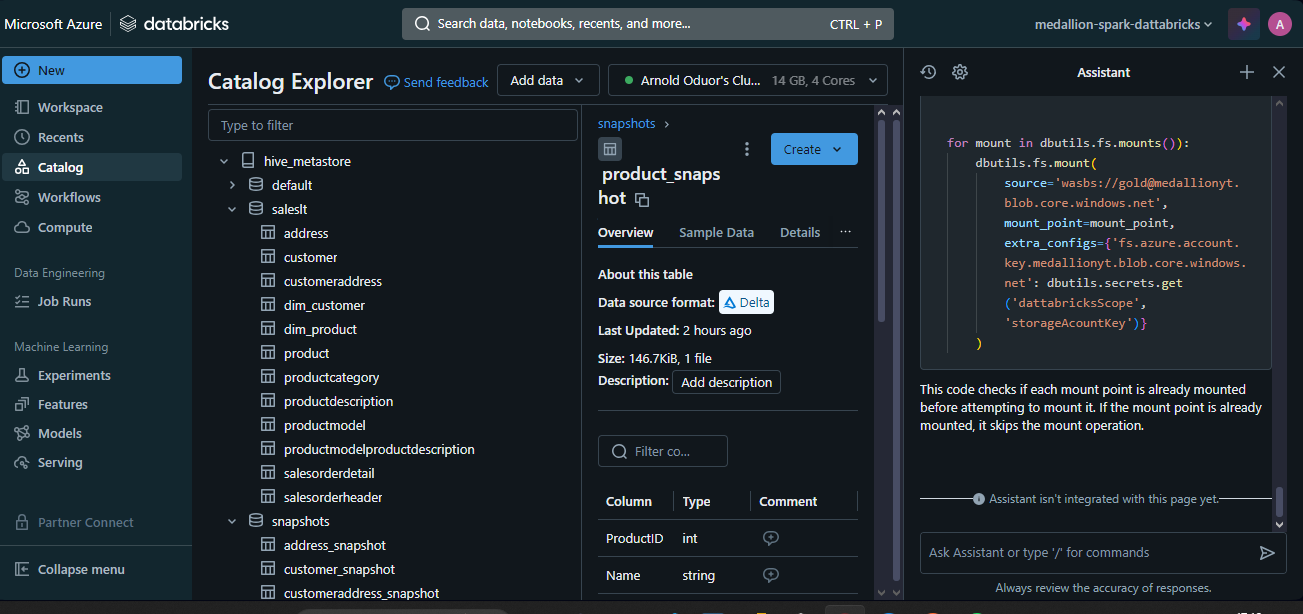 Microsoft Azure
databricks
Search data, notebooks, recents, and more...
CTRL + P
medallion-spark-dattabricks
A
New
Workspace
Recents
Catalog
Workflows
Compute
Data Engineering
Job Runs
Machine Learning
Experiments
Features
Models
Serving
Partner Connect
Collapse menu
Catalog Explorer
Send feedback
Add data
Arnold Oduor's Clu...
14 GB, 4 Cores
Type to filter
hive_metastore
default
saleslt
address
customer
customeraddress
dim_customer
dim_product
product
productcategory
productdescription
productmodel
productmodelproductdescription
salesorderdetail
salesorderheader
snapshots
address_snapshot
customer_snapshot
customeraddress_snapshot
snapshots
product_snaps
hot
Create
Overview
Sample Data
Details
About this table
Data source format: Delta
Last Updated: 2 hours ago
Size: 146.7KiB, 1 file
Description: Add description
Filter co...
Column Type Comment
ProductID int
Name string
Assistant
for mount in dbutils.fs.mounts()):
dbutils.fs.mount(
source='wasbs://gold@medallionyt.
blob.core.windows.net',
mount_point=mount_point,
extra_configs={'fs.azure.account.
key.medallionyt.blob.core.windows.
net': dbutils.secrets.get
('dattabricksScope',
'storageAcountKey')}
)
This code checks if each mount point is already mounted
before attempting to mount it. If the mount point is already
mounted, it skips the mount operation.
Assistant isn't integrated with this page yet.
Ask Assistant or type '/' for commands
Always review the accuracy of responses.